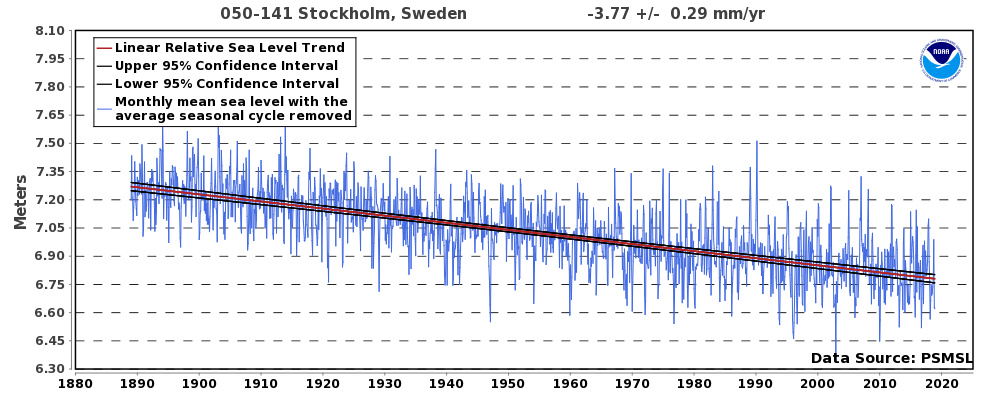 050-141 Stockholm, Sweden -3.77 +/- 0.29 mm/yr
8.10
7.95
7.80
7.65
7.50
7.35
7.20
7.05
6.90
6.75
6.60
6.45
6.30
Meters
Linear Relative Sea Level Trend
Upper 95% Confidence Interval
Lower 95% Confidence Interval
Monthly mean sea level with the
average seasonal cycle removed
NOAA
Data Source: PSMSL
1880 1890 1900 1910 1920 1930 1940 1950 1960 1970 1980 1990 2000 2010 2020